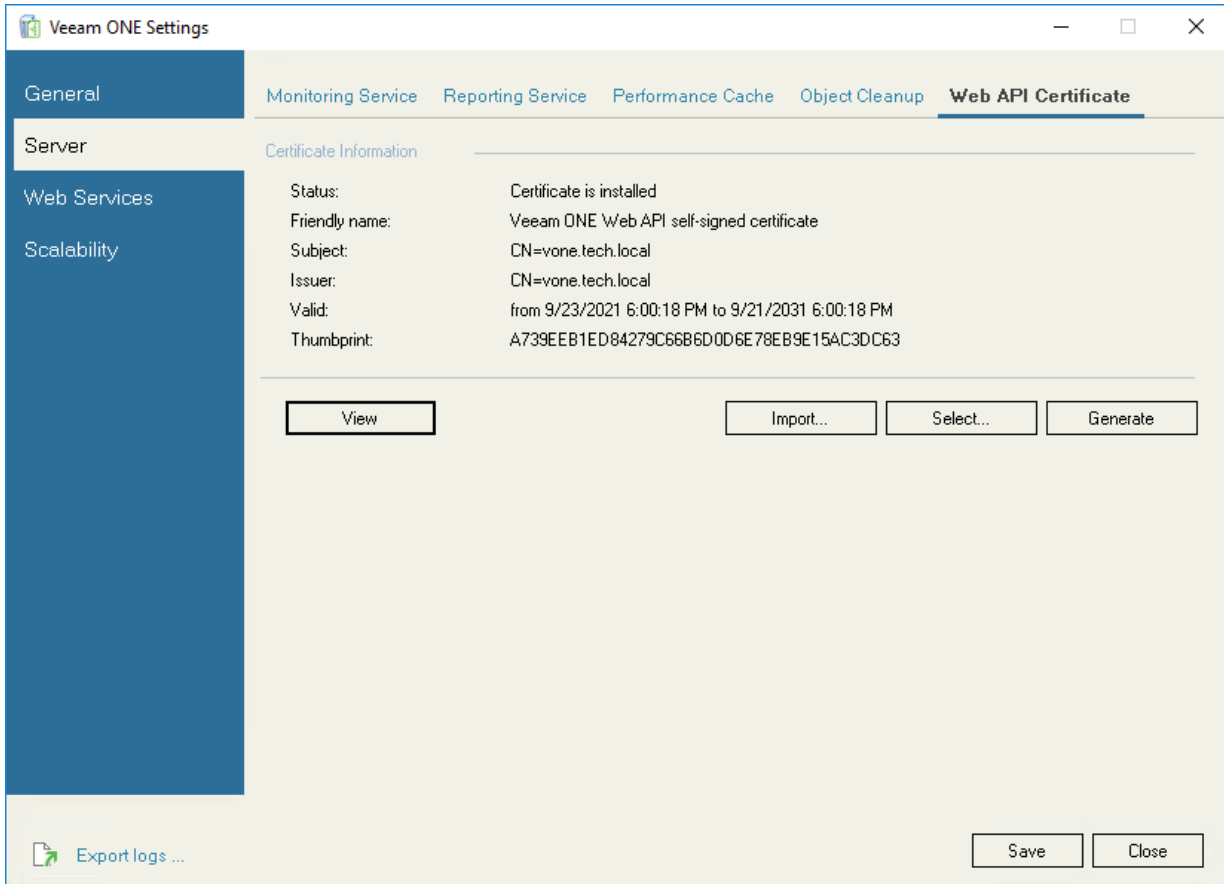 Veeam ONE Settings
General
Server
Web Services
Scalability
Monitoring Service Reporting Service Performance Cache Object Cleanup Web API Certificate
Certificate Information
Status: Certificate is installed
Friendly name: Veeam ONE Web API self-signed certificate
Subject: CN=vone.tech.local
Issuer: CN=vone.tech.local
Valid: from 9/23/2021 6:00:18 PM to 9/21/2031 6:00:18 PM
Thumbprint: A739EEB1ED84279C66B6D0D6E78EB9E15AC3DC63
View Import... Select... Generate
Export logs ...
Save Close